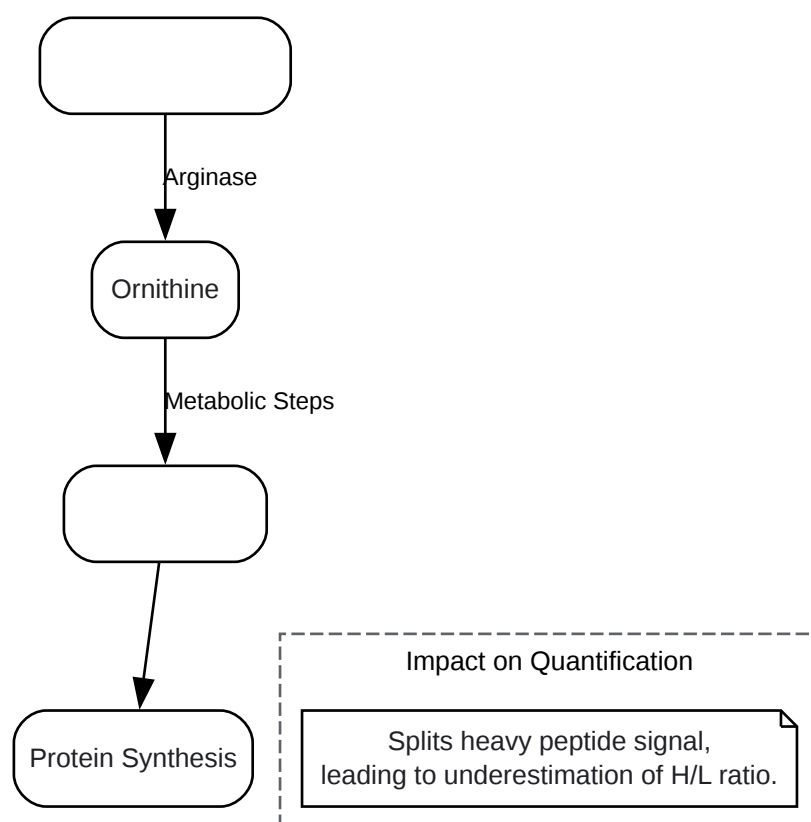 Arginase
Ornithine
Metabolic Steps
Impact on Quantification
Protein Synthesis
Splits heavy peptide signal,
leading to underestimation of H/L ratio.